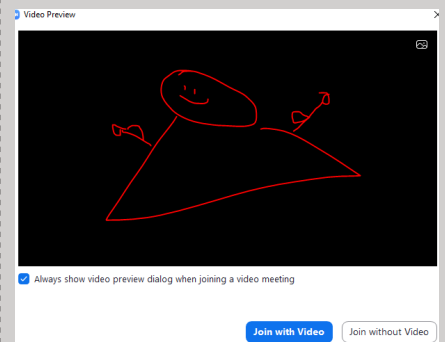 Video Preview
Always show video preview dialog when joining a video meeting
Join with Video
Join without Video